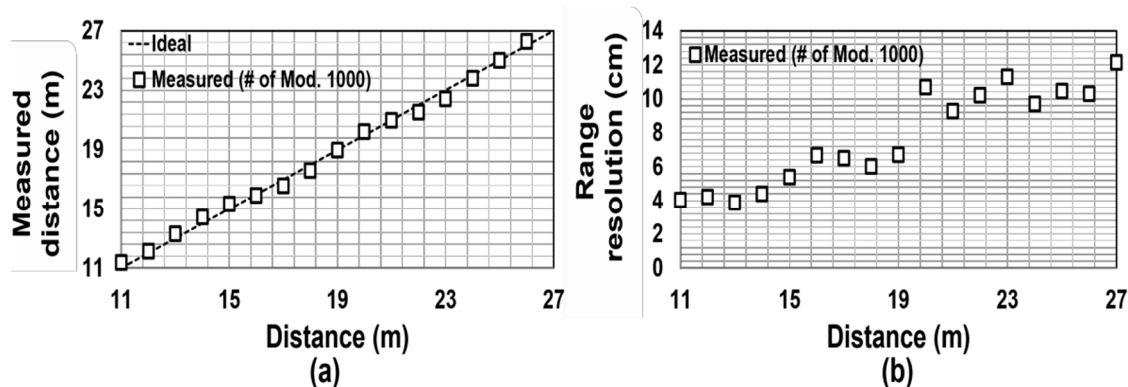 27
23
19
15
11
Measured
distance (m)
---Ideal
Measured (# of Mod. 1000)
11 15 19 23 27
Distance (m)
(a)
14
12
10
8
6
4
2
0
Range
resolution (cm)
Measured (# of Mod. 1000)
11 15 19 23 27
Distance (m)
(b)